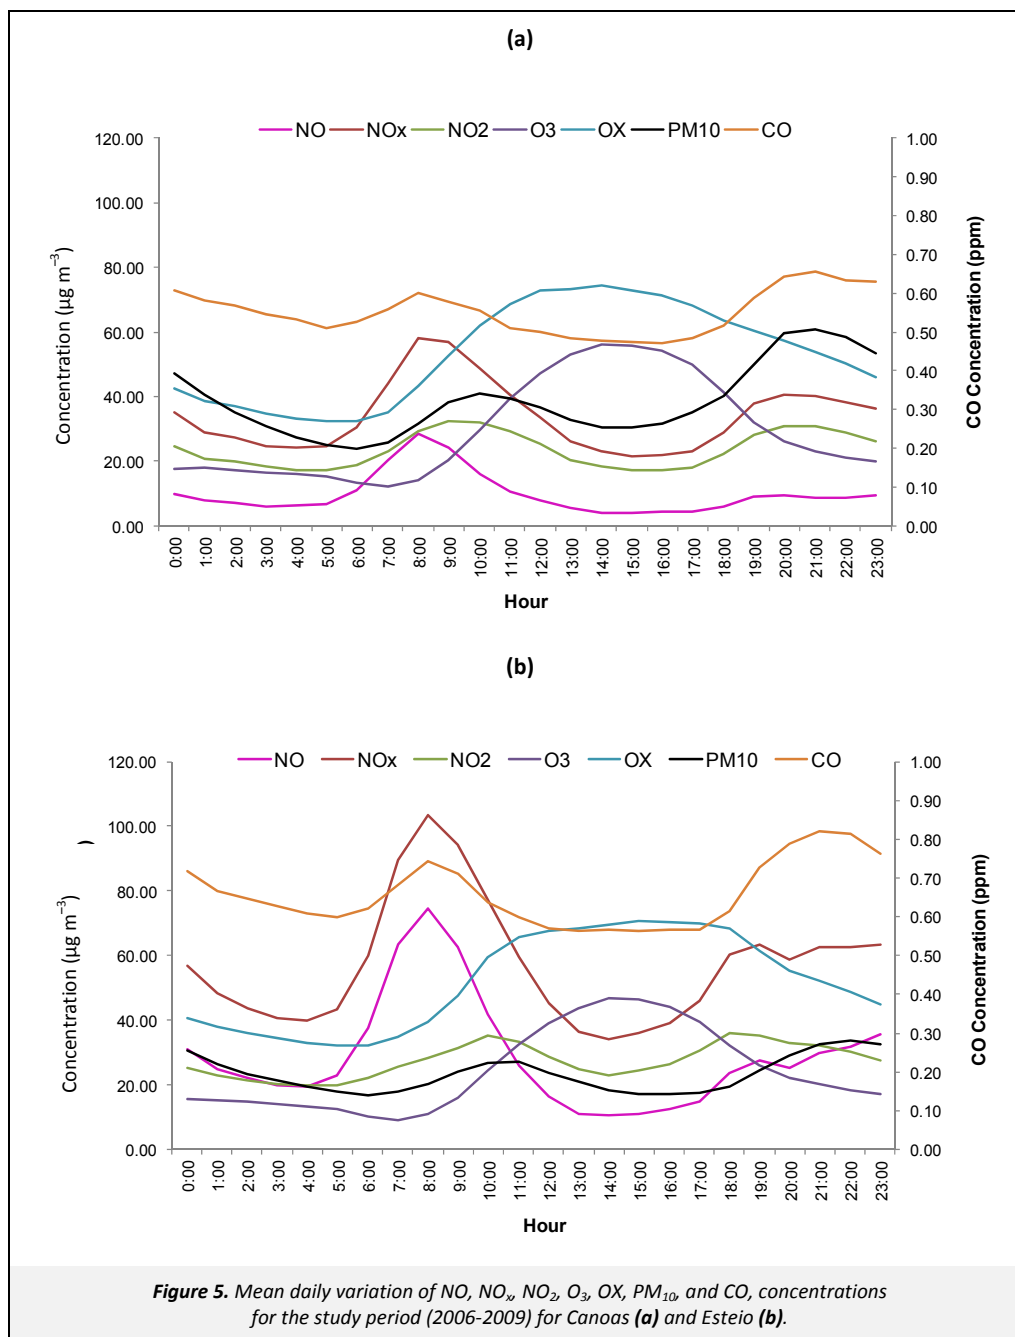 (a)
NO NOx NO2 O3 OX PM10 CO
120.00
100.00
80.00
60.00
40.00
20.00
0.00
Concentration (µg m⁻³)
1.00
0.90
0.80
0.70
0.60
0.50
0.40
0.30
0.20
0.10
0.00
CO Concentration (ppm)
0:00 1:00 2:00 3:00 4:00 5:00 6:00 7:00 8:00 9:00 10:00 11:00 12:00 13:00 14:00 15:00 16:00 17:00 18:00 19:00 20:00 21:00 22:00 23:00
Hour
(b)
NO NOx NO2 O3 OX PM10 CO
120.00
100.00
80.00
60.00
40.00
20.00
0.00
Concentration (µg m⁻³)
)
1.00
0.90
0.80
0.70
0.60
0.50
0.40
0.30
0.20
0.10
0.00
CO Concentration (ppm)
0:00 1:00 2:00 3:00 4:00 5:00 6:00 7:00 8:00 9:00 10:00 11:00 12:00 13:00 14:00 15:00 16:00 17:00 18:00 19:00 20:00 21:00 22:00 23:00
Hour
Figure 5. Mean daily variation of NO, NOₓ, NO₂, O₃, OX, PM₁₀, and CO, concentrations
for the study period (2006-2009) for Canoas (a) and Esteio (b).